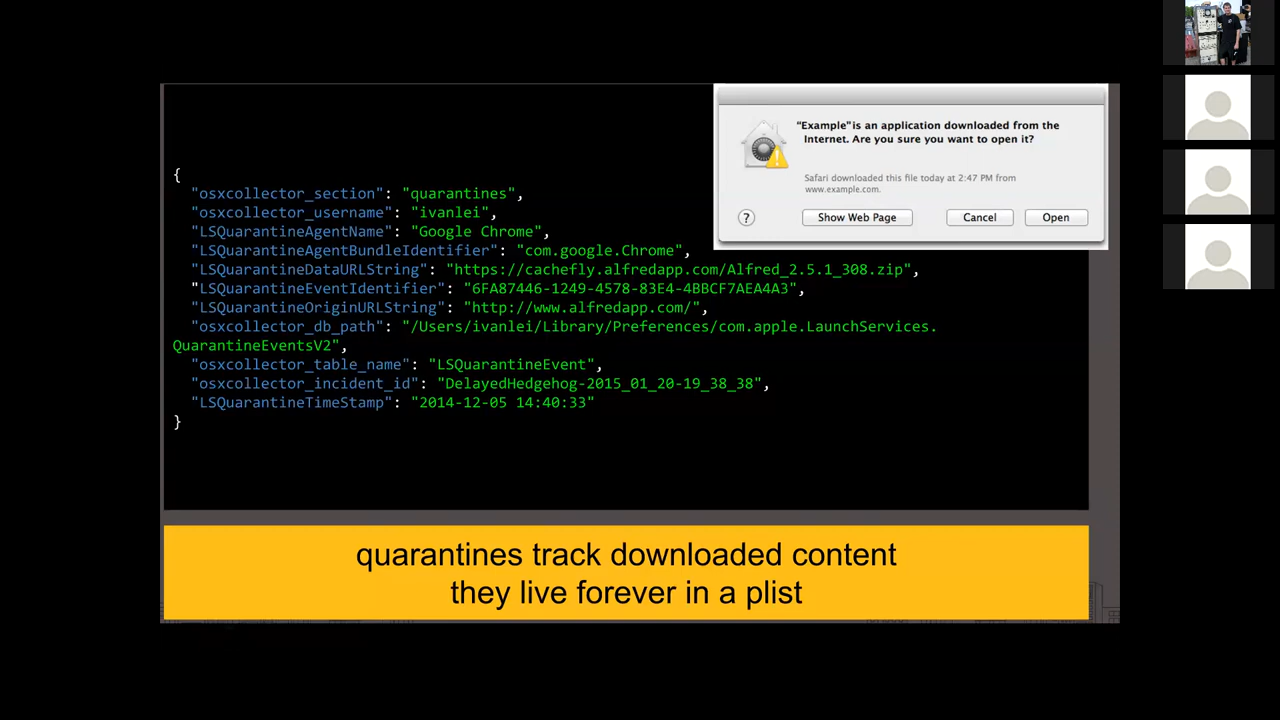 "Example" is an application downloaded from the
Internet. Are you sure you want to open it?
Safari downloaded this file today at 2:47 PM from
www.example.com.
?
Show Web Page
Cancel
Open
{
"osxcollector_section": "quarantines",
"osxcollector_username": "ivanlei",
"LSQuarantineAgentName": "Google Chrome",
"LSQuarantineAgentBundleIdentifier": "com.google.Chrome",
"LSQuarantineDataURLString": "https://cachefly.alfredapp.com/Alfred_2.5.1_308.zip",
"LSQuarantineEventIdentifier": "6FA87446-1249-4578-83E4-4BBCF7AEA4A3",
"LSQuarantineOriginURLString": "http://www.alfredapp.com/",
"osxcollector_db_path": "/Users/ivanlei/Library/Preferences/com.apple.LaunchServices.
QuarantineEventsV2",
"osxcollector_table_name": "LSQuarantineEvent",
"osxcollector_incident_id": "DelayedHedgehog-2015_01_20-19_38_38",
"LSQuarantineTimeStamp": "2014-12-05 14:40:33"
}
quarantines track downloaded content
they live forever in a plist